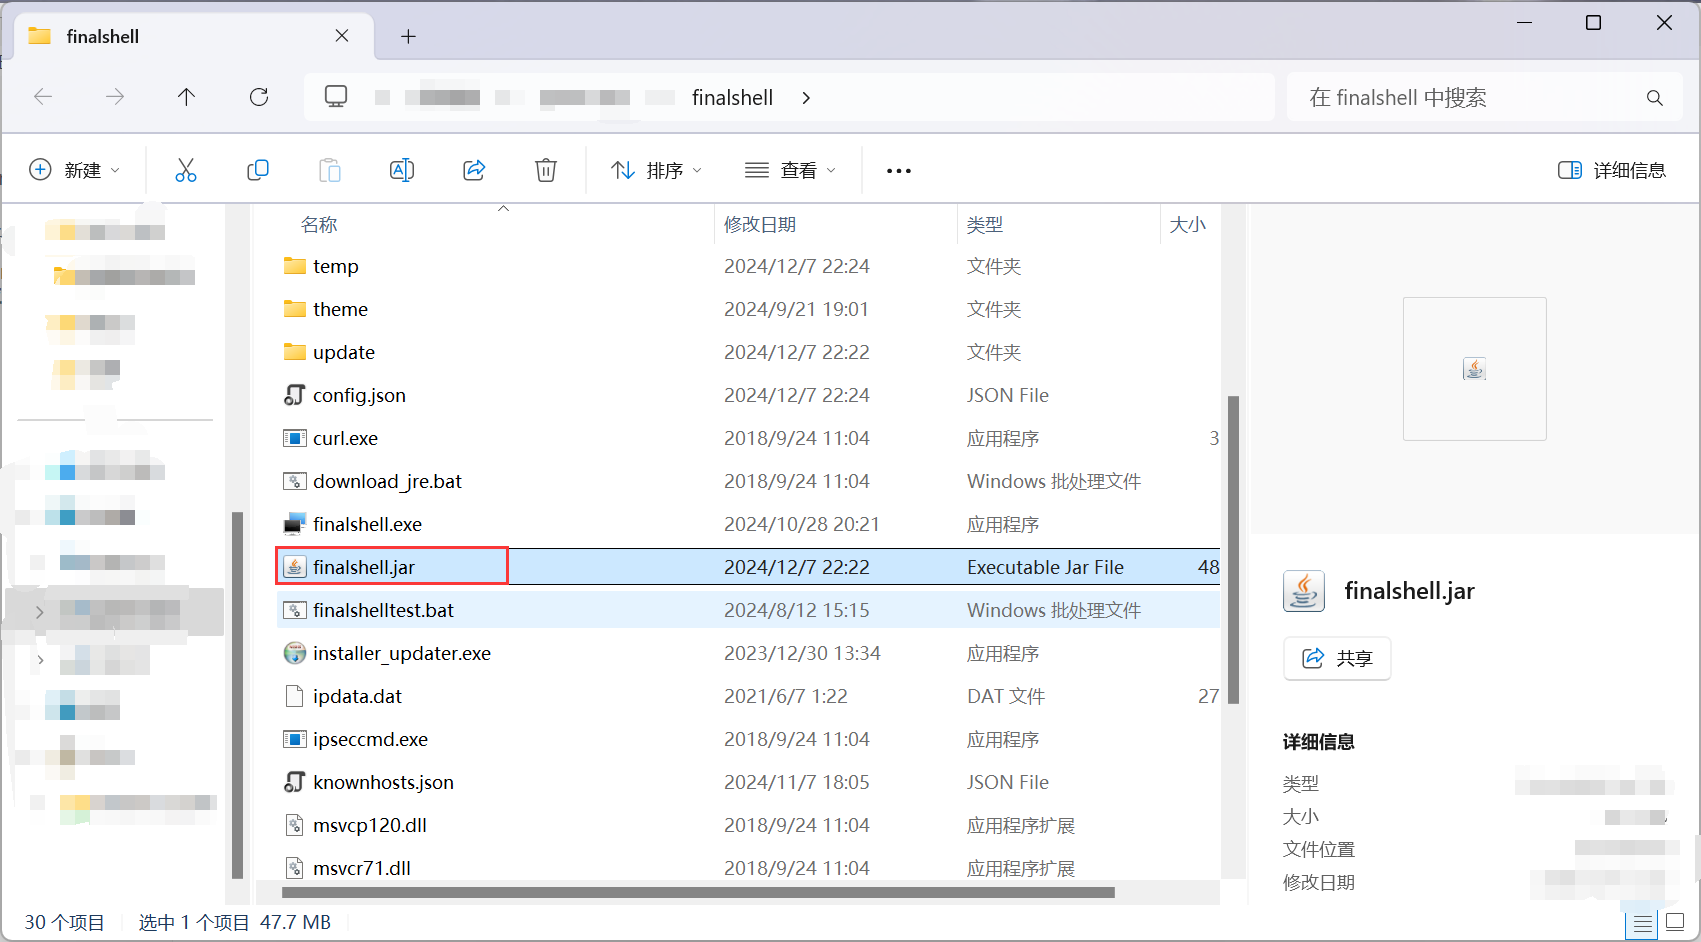 finalshell
finalshell
在 finalshell 中搜索
新建
排序
查看
详细信息
名称 修改日期 类型 大小
temp 2024/12/7 22:24 文件夹
theme 2024/9/21 19:01 文件夹
update 2024/12/7 22:22 文件夹
config.json 2024/12/7 22:24 JSON File
curl.exe 2018/9/24 11:04 应用程序 3
download_jre.bat 2018/9/24 11:04 Windows 批处理文件
finalshell.exe 2024/10/28 20:21 应用程序
finalshell.jar 2024/12/7 22:22 Executable Jar File 48
finalshelltest.bat 2024/8/12 15:15 Windows 批处理文件
installer_updater.exe 2023/12/30 13:34 应用程序
ipdata.dat 2021/6/7 1:22 DAT 文件 27
ipseccmd.exe 2018/9/24 11:04 应用程序
knownhosts.json 2024/11/7 18:05 JSON File
msvcp120.dll 2018/9/24 11:04 应用程序扩展
msvcr71.dll 2018/9/24 11:04 应用程序扩展
finalshell.jar
共享
详细信息
类型
大小
文件位置
修改日期
30 个项目 选中 1 个项目 47.7 MB